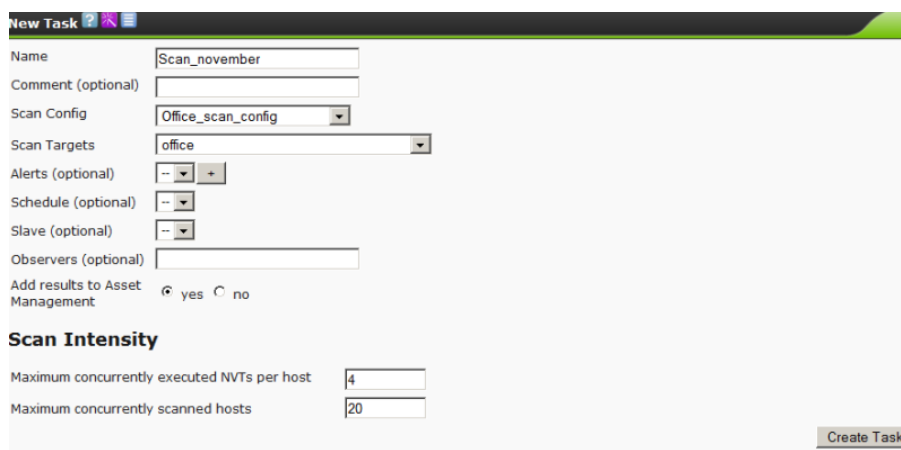 New Task ?
Name Scan_november
Comment (optional)
Scan Config Office_scan_config
Scan Targets office
Alerts (optional) -- +
Schedule (optional) --
Slave (optional) --
Observers (optional)
Add results to Asset
Management yes no
Scan Intensity
Maximum concurrently executed NVTs per host 4
Maximum concurrently scanned hosts 20
Create Task